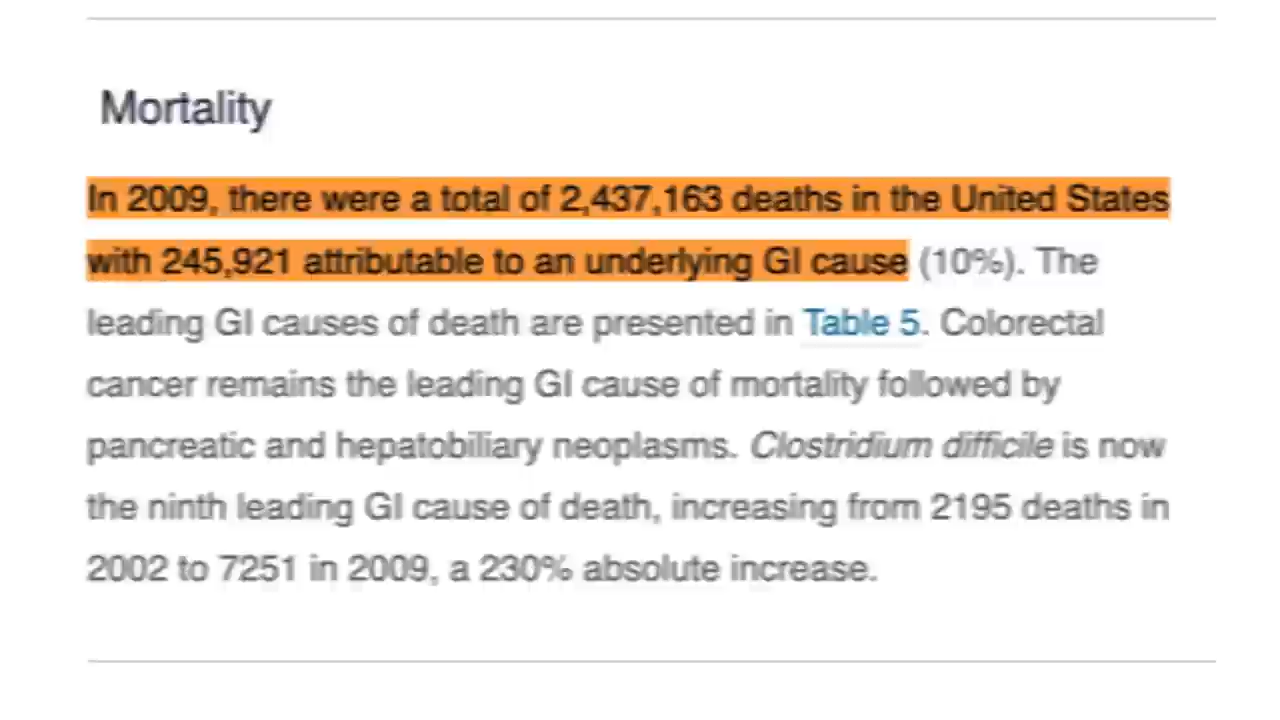 Mortality
In 2009, there were a total of 2,437,163 deaths in the United States
with 245,921 attributable to an underlying GI cause (10%). The
leading GI causes of death are presented in Table 5. Colorectal
cancer remains the leading GI cause of mortality followed by
pancreatic and hepatobiliary neoplasms. Clostridium difficile is now
the ninth leading GI cause of death, increasing from 2195 deaths in
2002 to 7251 in 2009, a 230% absolute increase.